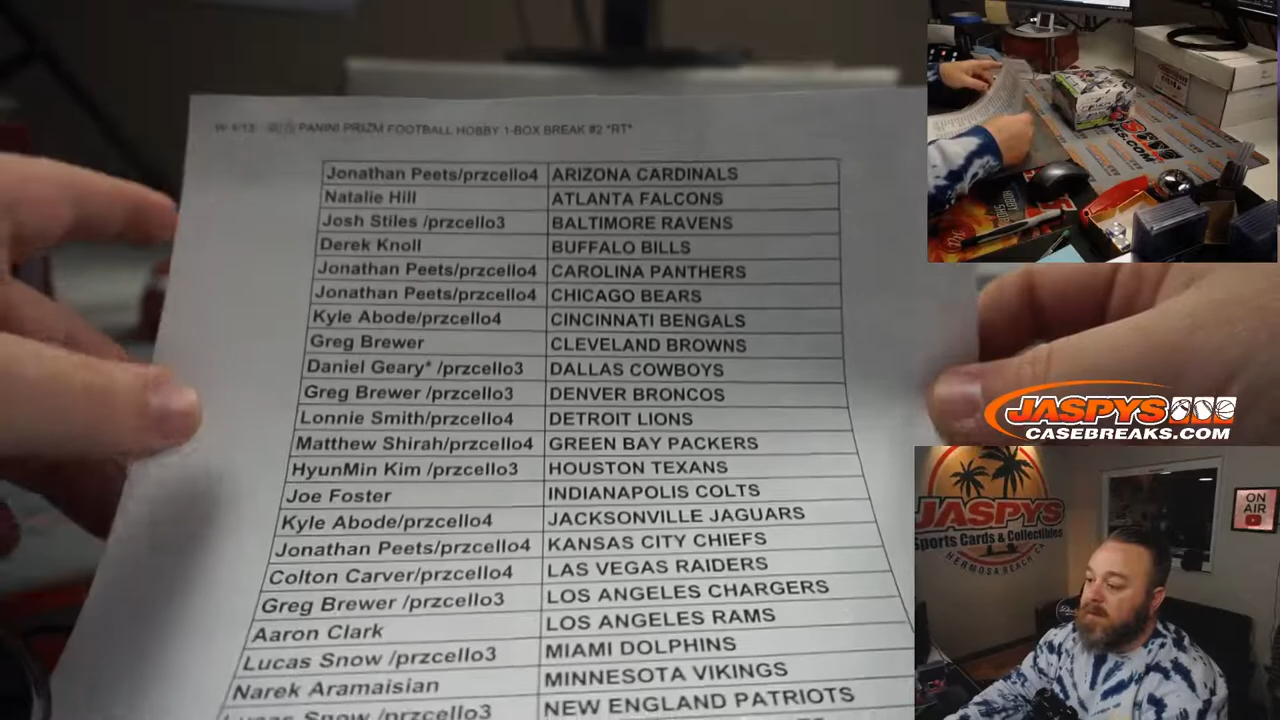 PANINI PRIZM FOOTBALL HOBBY 1-BOX BREAK #2 "RT"
Jonathan Peets/przcello4 ARIZONA CARDINALS
Natalie Hill ATLANTA FALCONS
Josh Stiles /przcello3 BALTIMORE RAVENS
Derek Knoll BUFFALO BILLS
Jonathan Peets/przcello4 CAROLINA PANTHERS
Jonathan Peets/przcello4 CHICAGO BEARS
Kyle Abode/przcello4 CINCINNATI BENGALS
Greg Brewer CLEVELAND BROWNS
Daniel Geary* /przcello3 DALLAS COWBOYS
Greg Brewer /przcello3 DENVER BRONCOS
Lonnie Smith/przcello4 DETROIT LIONS
Matthew Shirah/przcello4 GREEN BAY PACKERS
HyunMin Kim /przcello3 HOUSTON TEXANS
Joe Foster INDIANAPOLIS COLTS
Kyle Abode/przcello4 JACKSONVILLE JAGUARS
Jonathan Peets/przcello4 KANSAS CITY CHIEFS
Colton Carver/przcello4 LAS VEGAS RAIDERS
Greg Brewer /przcello3 LOS ANGELES CHARGERS
Aaron Clark LOS ANGELES RAMS
Lucas Snow /przcello3 MIAMI DOLPHINS
Narek Aramaisian MINNESOTA VIKINGS
Lucas Snow /przcello3 NEW ENGLAND PATRIOTS
JASPYS
CASEBREAKS.COM
JASPYS
Sports Cards & Collectibles
HERMOSA BEACH CA
ON
AIR